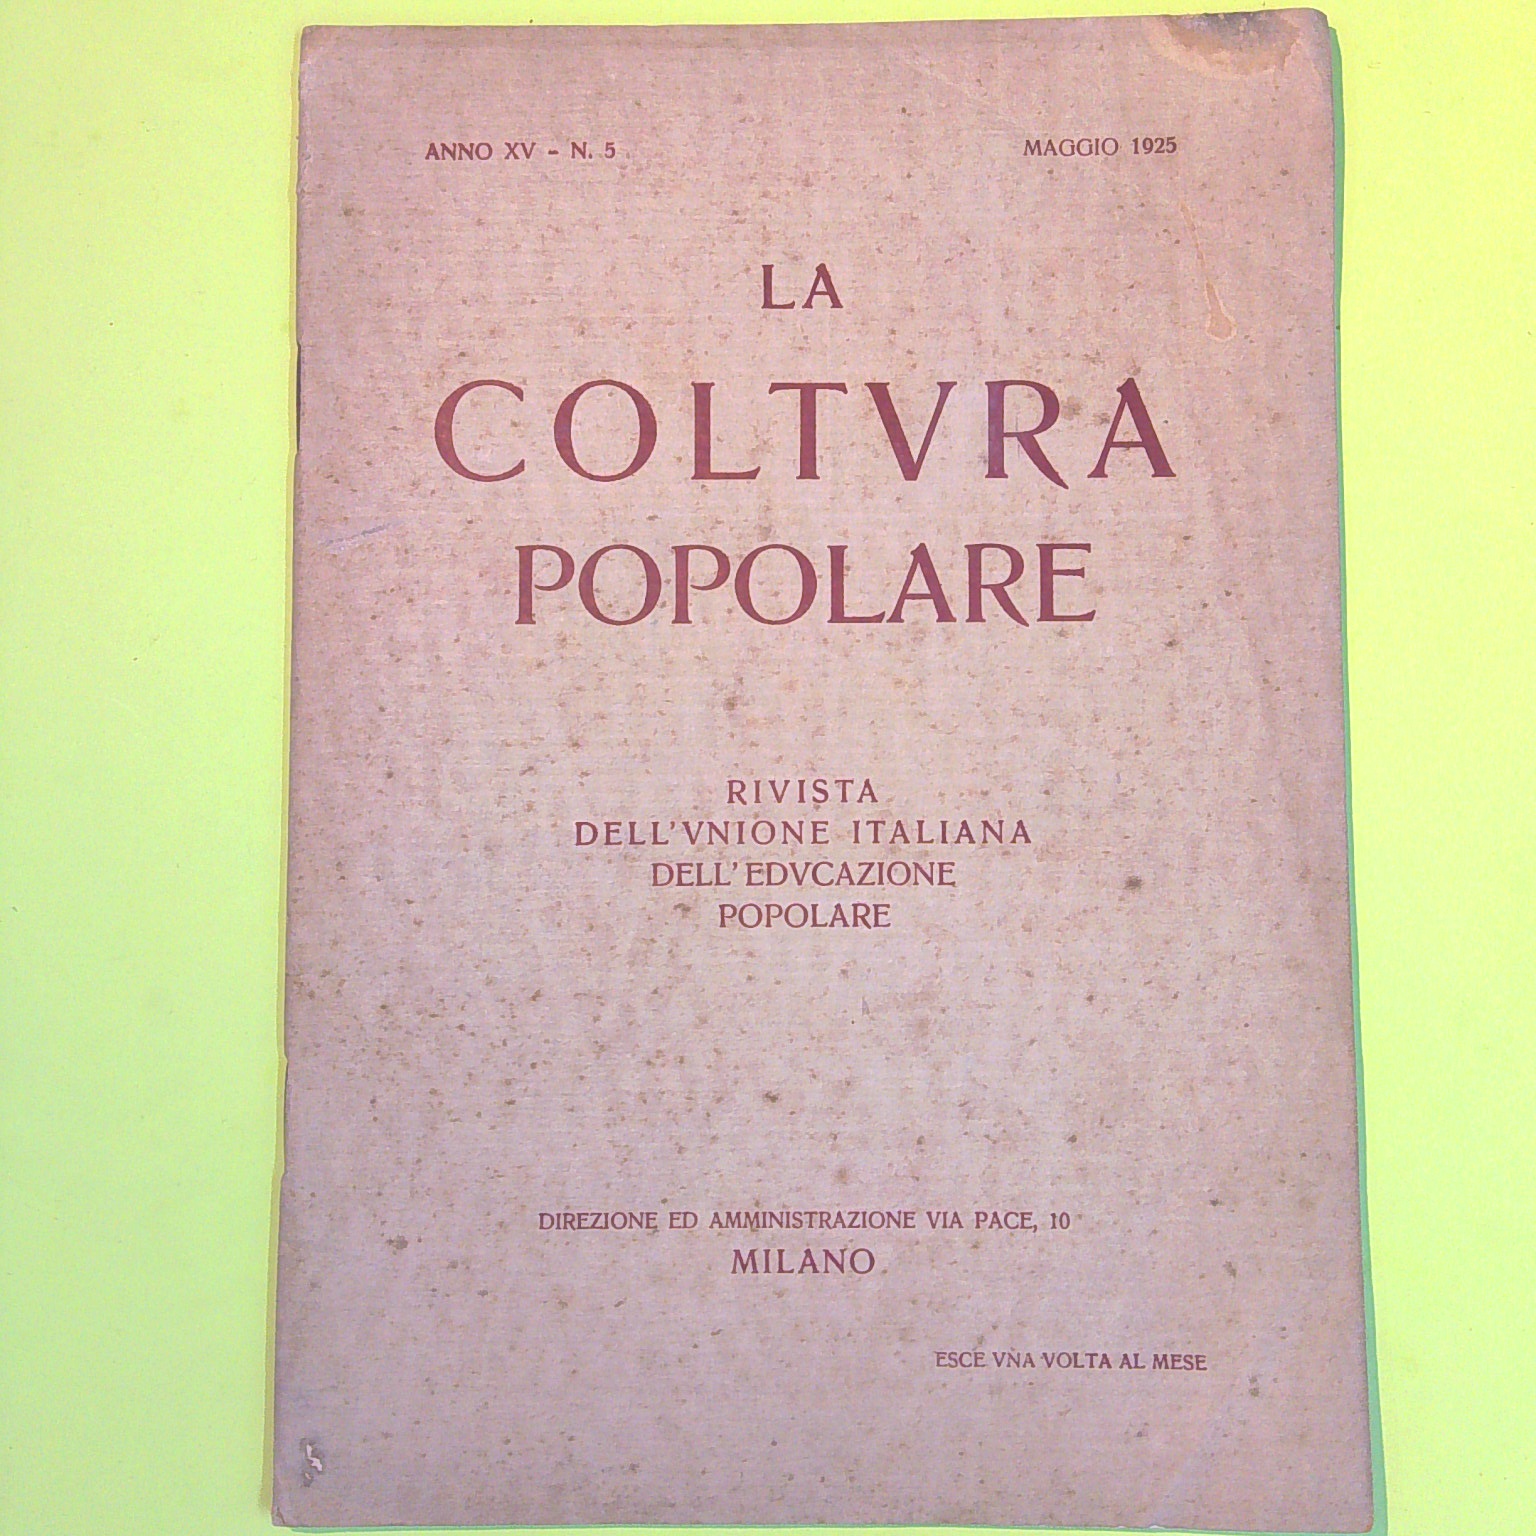 ANNO XV - N. 5
MAGGIO 1925
LA
COLTVRA
POPOLARE
RIVISTA
DELL'VNIONE ITALIANA
DELL'EDVCAZIONE
POPOLARE
DIREZIONE ED AMMINISTRAZIONE VIA PACE, 10
MILANO
ESCE VNA VOLTA AL MESE